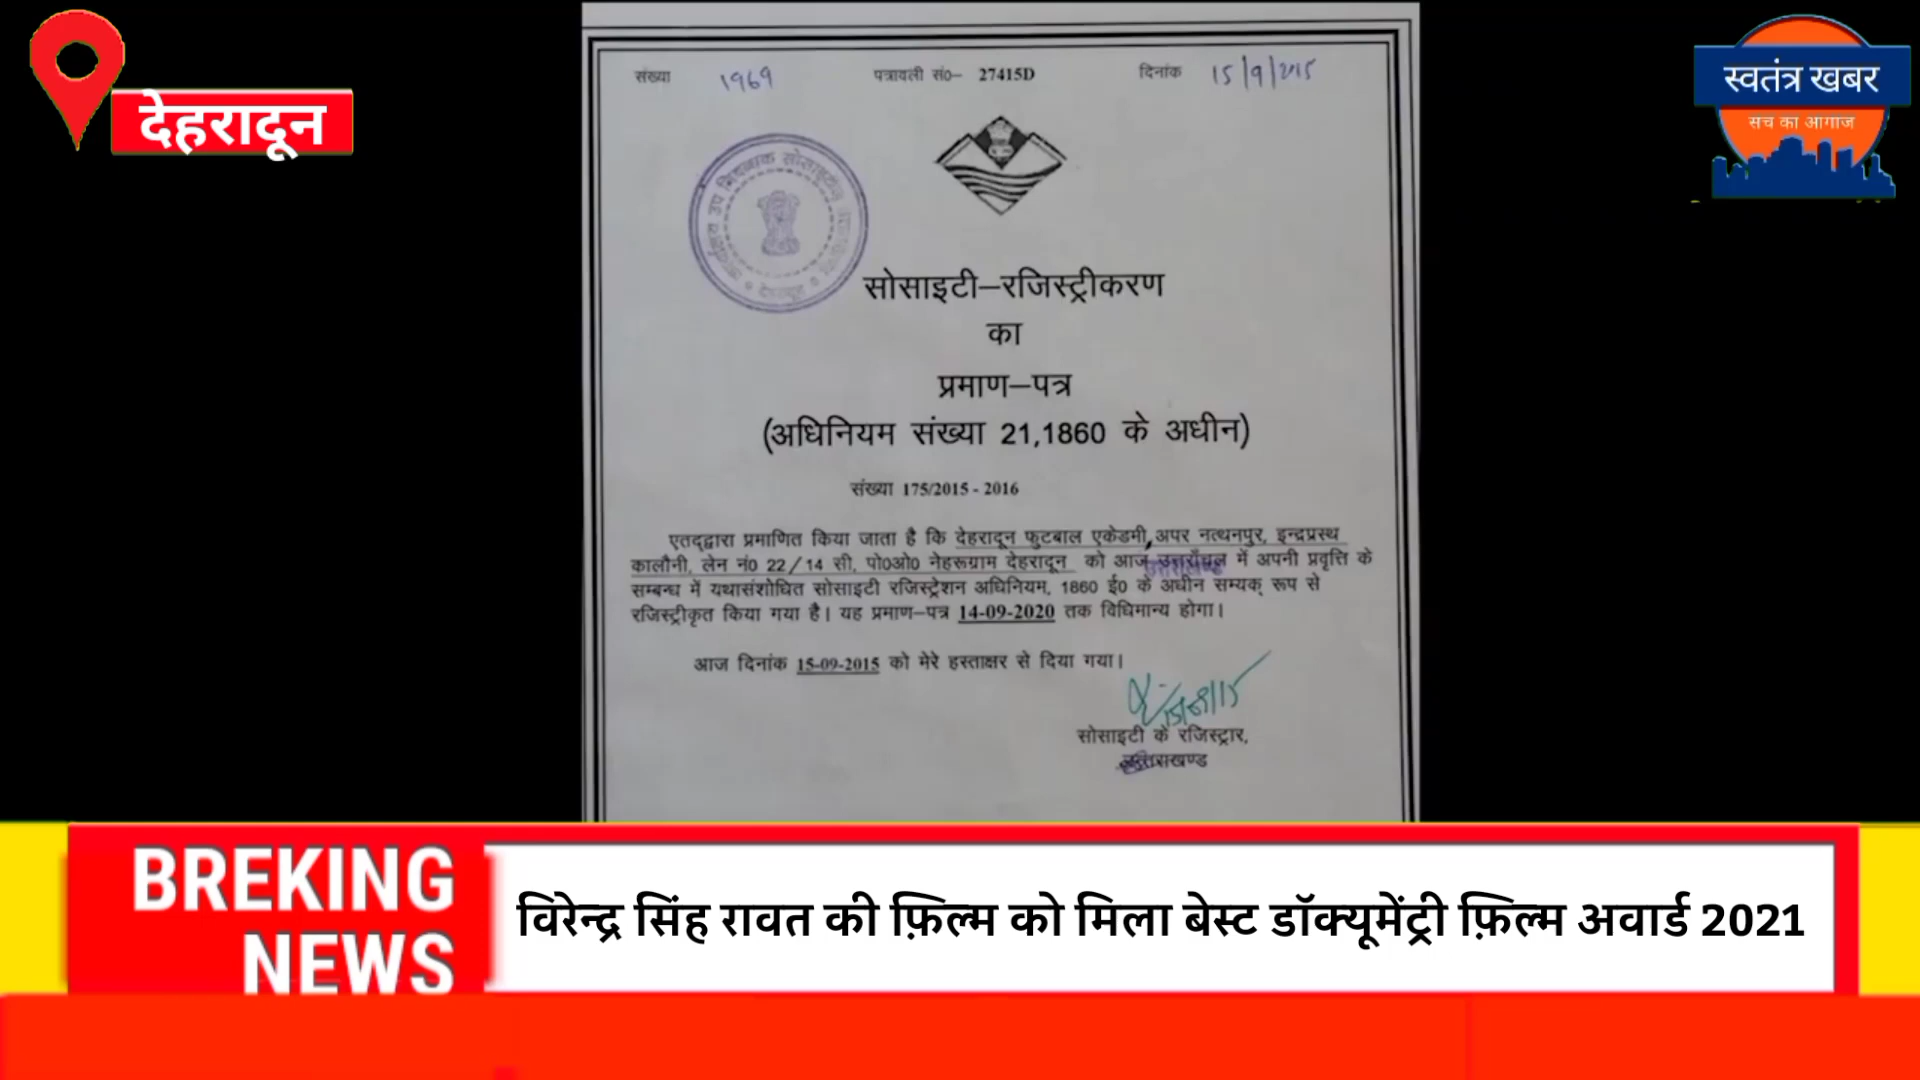 देहरादून
स्वतंत्र खबर
सच का आगाज
संख्या 1969 पत्रावली सं0– 27415D दिनांक 15/9/2015
सोसाइटी–रजिस्ट्रीकरण
का
प्रमाण–पत्र
(अधिनियम संख्या 21,1860 के अधीन)
संख्या 175/2015 - 2016
एतद्द्वारा प्रमाणित किया जाता है कि देहरादून फुटबाल एकेडमी, अपर नत्थनपुर, इन्द्रप्रस्थ
कालौनी, लेन नं0 22/14 सी, पो0ओ0 नेहरूग्राम देहरादून को आज उत्तराँचल में अपनी प्रवृत्ति के
सम्बन्ध में यथासंशोधित सोसाइटी रजिस्ट्रेशन अधिनियम, 1860 ई0 के अधीन सम्यक् रूप से
रजिस्ट्रीकृत किया गया है। यह प्रमाण–पत्र 14-09-2020 तक विधिमान्य होगा।
आज दिनांक 15-09-2015 को मेरे हस्ताक्षर से दिया गया।
सोसाइटी के रजिस्ट्रार,
उत्तराखण्ड
BREKING
NEWS
विरेन्द्र सिंह रावत की फ़िल्म को मिला बेस्ट डॉक्यूमेंट्री फ़िल्म अवार्ड 2021